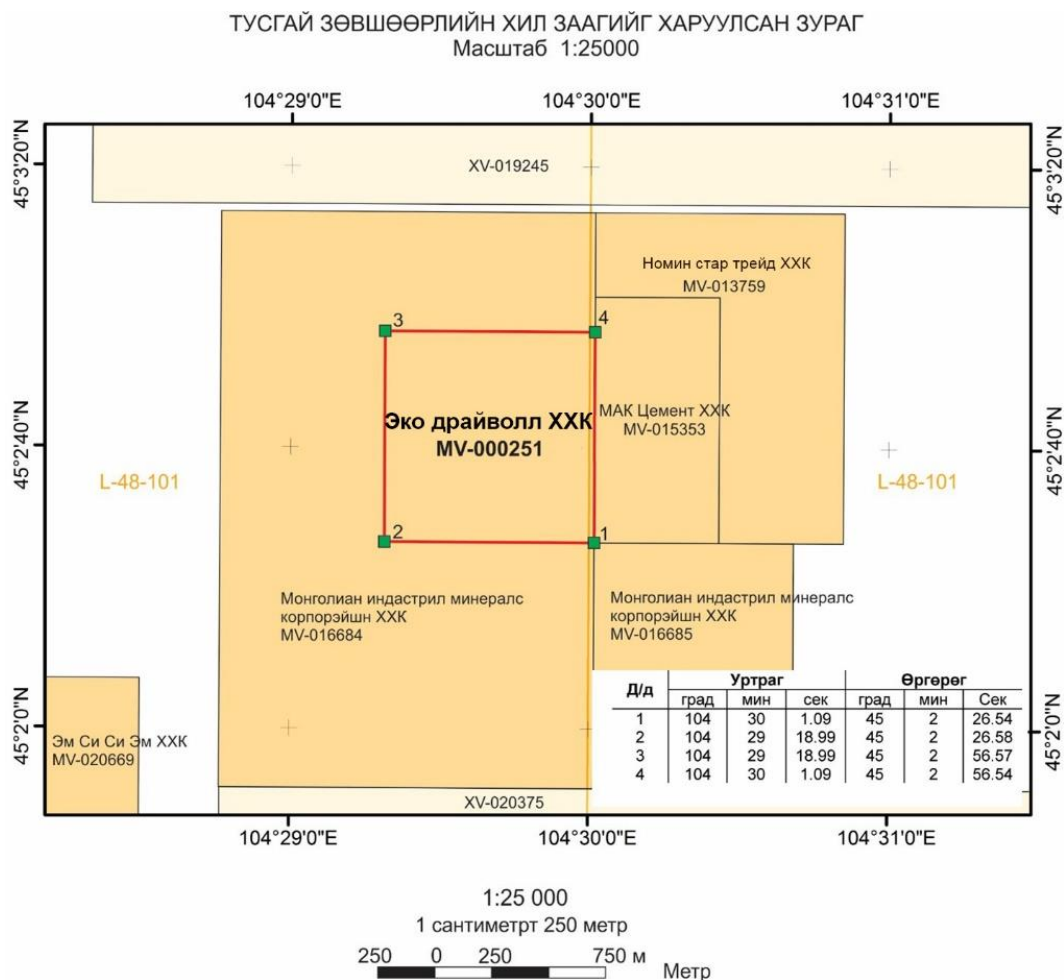 ТУСГАЙ ЗӨВШӨӨРЛИЙН ХИЛ ЗААГИЙГ ХАРУУЛСАН ЗУРАГ
Масштаб 1:25000
104°29'0"E 104°30'0"E 104°31'0"E
45°3'20"N
45°3'20"N
XV-019245
Номин стар трейд ХХК
MV-013759
3
4
Эко драйволл ХХК
MV-000251
МАК Цемент ХХК
MV-015353
45°2'40"N
45°2'40"N
L-48-101
L-48-101
2
1
Монголиан индастрил минералс
корпорэйшн ХХК
MV-016684
Монголиан индастрил минералс
корпорэйшн ХХК
MV-016685
Д/д Уртраг Өргөрөг
град мин сек град мин Сек
1 104 30 1.09 45 2 26.54
2 104 29 18.99 45 2 26.58
3 104 29 18.99 45 2 56.57
4 104 30 1.09 45 2 56.54
45°2'0"N
45°2'0"N
Эм Си Си Эм ХХК
MV-020669
XV-020375
104°29'0"E 104°30'0"E 104°31'0"E
1:25 000
1 сантиметрт 250 метр
250 0 250 750 м
Метр